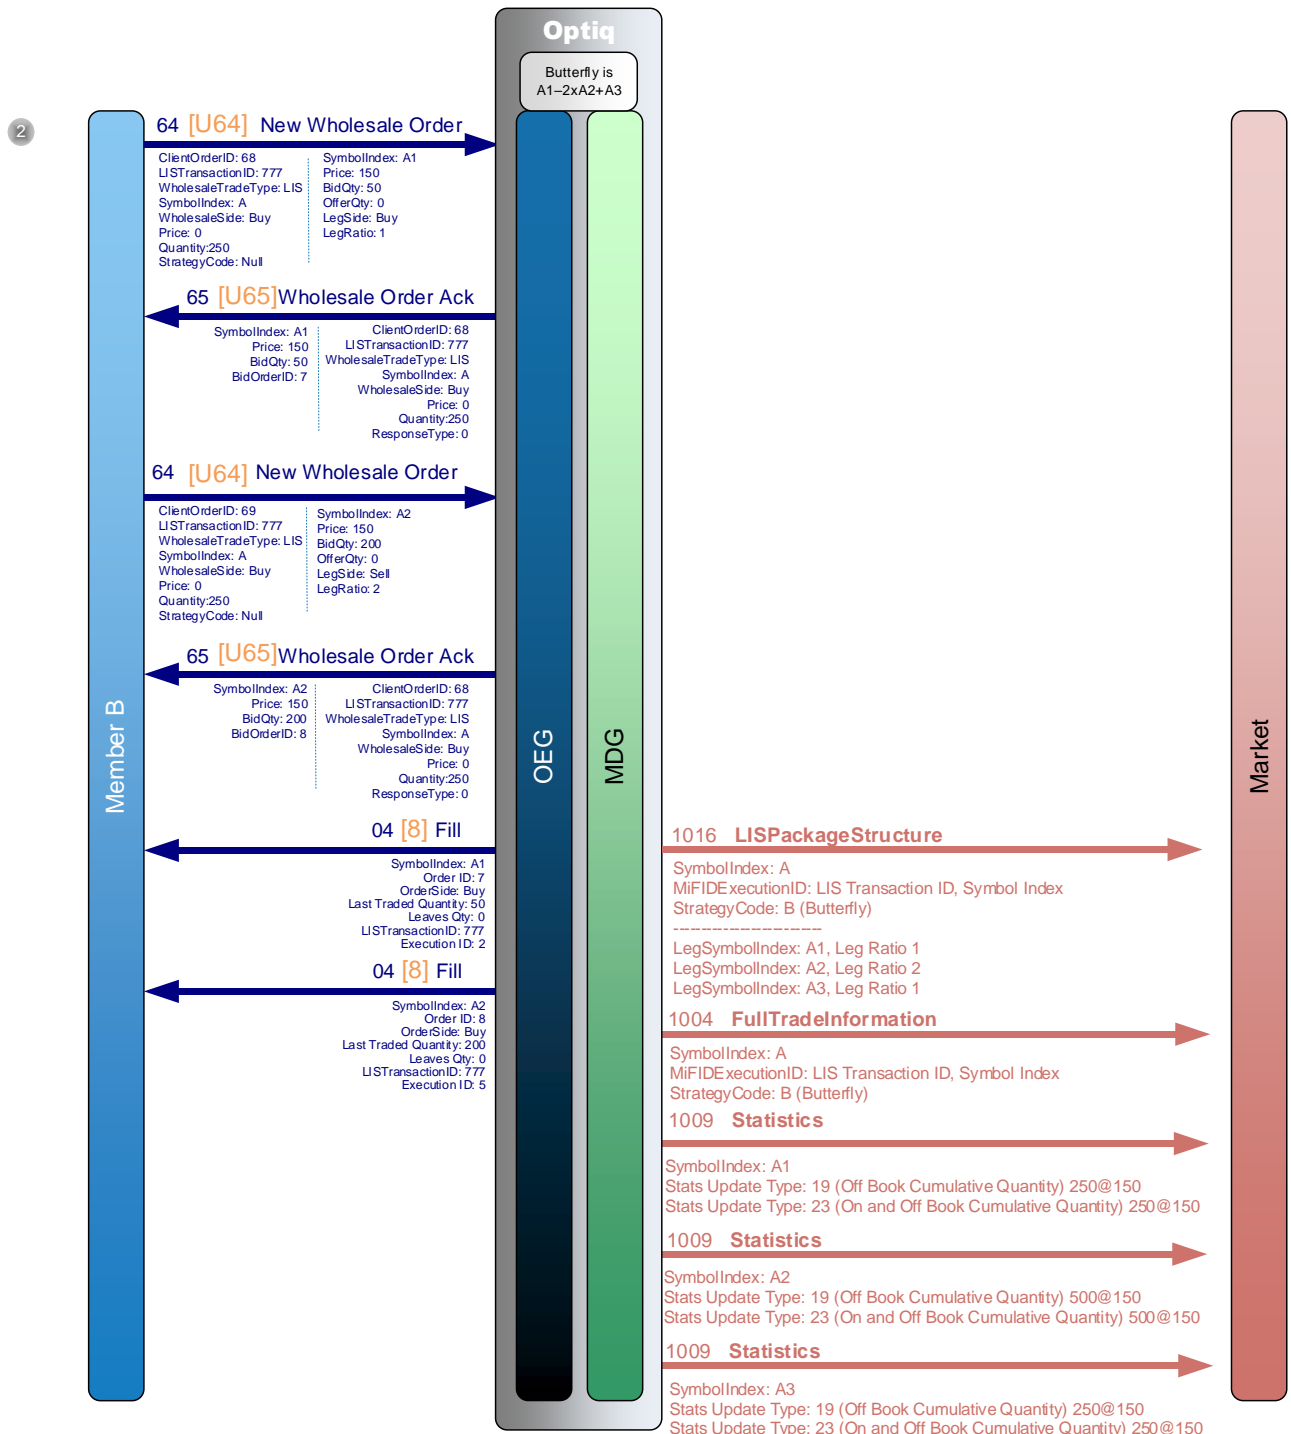 Optiq
Butterfly is
A1–2xA2+A3
2
64 [U64] New Wholesale Order
ClientOrderID: 68
LISTransactionID: 777
WholesaleTradeType: LIS
SymbolIndex: A
WholesaleSide: Buy
Price: 0
Quantity:250
StrategyCode: Null
SymbolIndex: A1
Price: 150
BidQty: 50
OfferQty: 0
LegSide: Buy
LegRatio: 1
65 [U65]Wholesale Order Ack
SymbolIndex: A1
Price: 150
BidQty: 50
BidOrderID: 7
ClientOrderID: 68
LISTransactionID: 777
WholesaleTradeType: LIS
SymbolIndex: A
WholesaleSide: Buy
Price: 0
Quantity:250
ResponseType: 0
64 [U64] New Wholesale Order
ClientOrderID: 69
LISTransactionID: 777
WholesaleTradeType: LIS
SymbolIndex: A
WholesaleSide: Buy
Price: 0
Quantity:250
StrategyCode: Null
SymbolIndex: A2
Price: 150
BidQty: 200
OfferQty: 0
LegSide: Sell
LegRatio: 2
65 [U65]Wholesale Order Ack
SymbolIndex: A2
Price: 150
BidQty: 200
BidOrderID: 8
ClientOrderID: 68
LISTransactionID: 777
WholesaleTradeType: LIS
SymbolIndex: A
WholesaleSide: Buy
Price: 0
Quantity:250
ResponseType: 0
Member B
OEG
MDG
Market
04 [8] Fill
SymbolIndex: A1
Order ID: 7
OrderSide: Buy
Last Traded Quantity: 50
Leaves Qty: 0
LISTransactionID: 777
Execution ID: 2
04 [8] Fill
SymbolIndex: A2
Order ID: 8
OrderSide: Buy
Last Traded Quantity: 200
Leaves Qty: 0
LISTransactionID: 777
Execution ID: 5
1016 LISPackageStructure
SymbolIndex: A
MiFIDExecutionID: LIS Transaction ID, Symbol Index
StrategyCode: B (Butterfly)
---------------------------
LegSymbolIndex: A1, Leg Ratio 1
LegSymbolIndex: A2, Leg Ratio 2
LegSymbolIndex: A3, Leg Ratio 1
1004 FullTradeInformation
SymbolIndex: A
MiFIDExecutionID: LIS Transaction ID, Symbol Index
StrategyCode: B (Butterfly)
1009 Statistics
SymbolIndex: A1
Stats Update Type: 19 (Off Book Cumulative Quantity) 250@150
Stats Update Type: 23 (On and Off Book Cumulative Quantity) 250@150
1009 Statistics
SymbolIndex: A2
Stats Update Type: 19 (Off Book Cumulative Quantity) 500@150
Stats Update Type: 23 (On and Off Book Cumulative Quantity) 500@150
1009 Statistics
SymbolIndex: A3
Stats Update Type: 19 (Off Book Cumulative Quantity) 250@150
Stats Update Type: 23 (On and Off Book Cumulative Quantity) 250@150